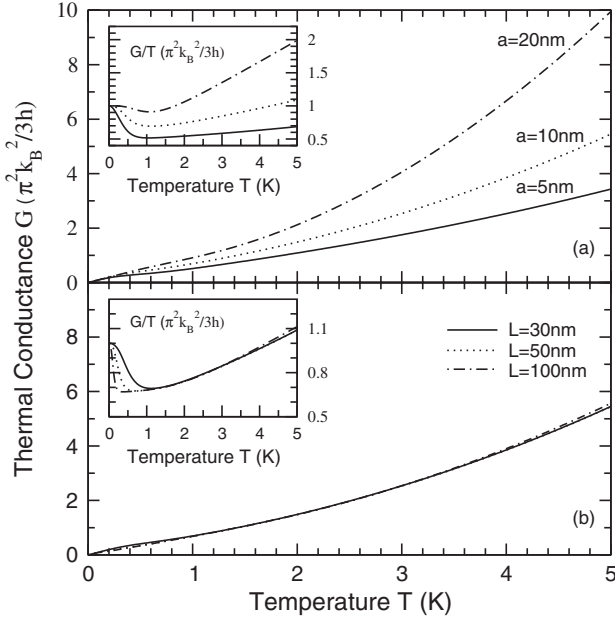 Thermal Conductance G (π²k_B²/3h)
10
8
6
4
2
0
G/T (π²k_B²/3h)
2
1.5
1
0.5
0 1 2 3 4 5
Temperature T (K)
a=20nm
a=10nm
a=5nm
(a)
8
6
4
2
0
G/T (π²k_B²/3h)
1.1
0.9
0.7
0.5
0 1 2 3 4 5
Temperature T (K)
L=30nm
L=50nm
L=100nm
(b)
0 1 2 3 4 5
Temperature T (K)